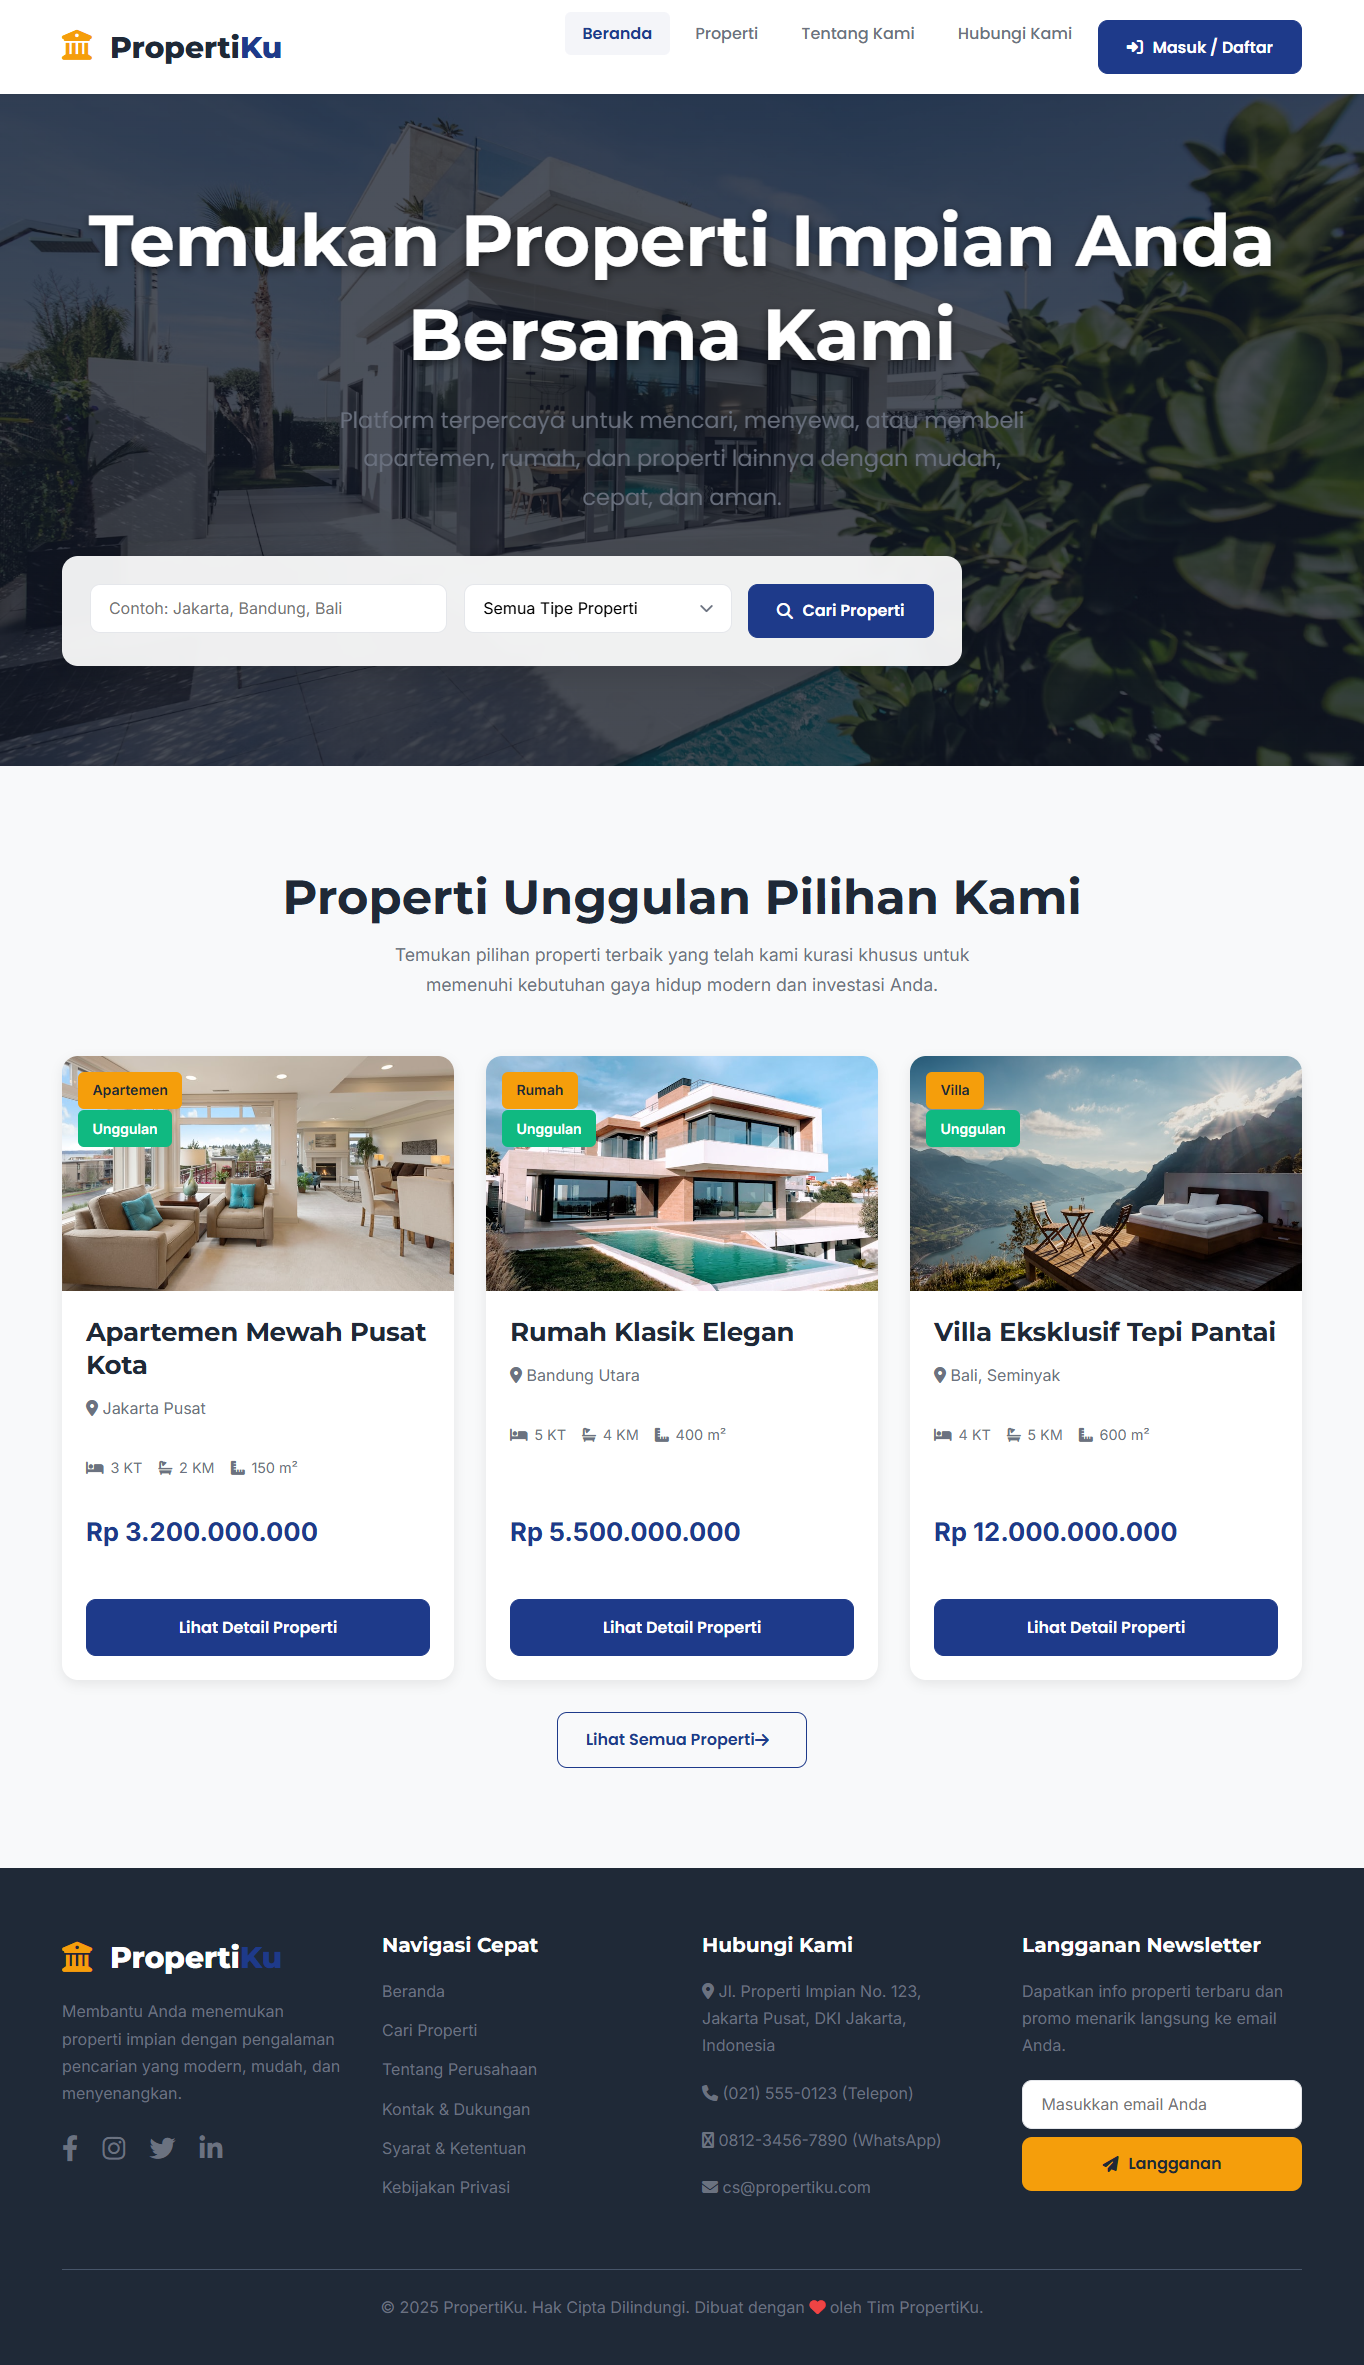 PropertiKu
Beranda
Properti
Tentang Kami
Hubungi Kami
Masuk / Daftar
Temukan Properti Impian Anda
Bersama Kami
Platform terpercaya untuk mencari, menyewa, atau membeli
apartemen, rumah, dan properti lainnya dengan mudah,
cepat, dan aman.
Contoh: Jakarta, Bandung, Bali
Semua Tipe Properti
Cari Properti
Properti Unggulan Pilihan Kami
Temukan pilihan properti terbaik yang telah kami kurasi khusus untuk
memenuhi kebutuhan gaya hidup modern dan investasi Anda.
Apartemen
Unggulan
Apartemen Mewah Pusat
Kota
Jakarta Pusat
3 KT 2 KM 150 m²
Rp 3.200.000.000
Lihat Detail Properti
Rumah
Unggulan
Rumah Klasik Elegan
Bandung Utara
5 KT 4 KM 400 m²
Rp 5.500.000.000
Lihat Detail Properti
Villa
Unggulan
Villa Eksklusif Tepi Pantai
Bali, Seminyak
4 KT 5 KM 600 m²
Rp 12.000.000.000
Lihat Detail Properti
Lihat Semua Properti
PropertiKu
Membantu Anda menemukan
properti impian dengan pengalaman
pencarian yang modern, mudah, dan
menyenangkan.
Navigasi Cepat
Beranda
Cari Properti
Tentang Perusahaan
Kontak & Dukungan
Syarat & Ketentuan
Kebijakan Privasi
Hubungi Kami
Jl. Properti Impian No. 123,
Jakarta Pusat, DKI Jakarta,
Indonesia
(021) 555-0123 (Telepon)
0812-3456-7890 (WhatsApp)
cs@propertiku.com
Langganan Newsletter
Dapatkan info properti terbaru dan
promo menarik langsung ke email
Anda.
Masukkan email Anda
Langganan
© 2025 PropertiKu. Hak Cipta Dilindungi. Dibuat dengan ❤ oleh Tim PropertiKu.